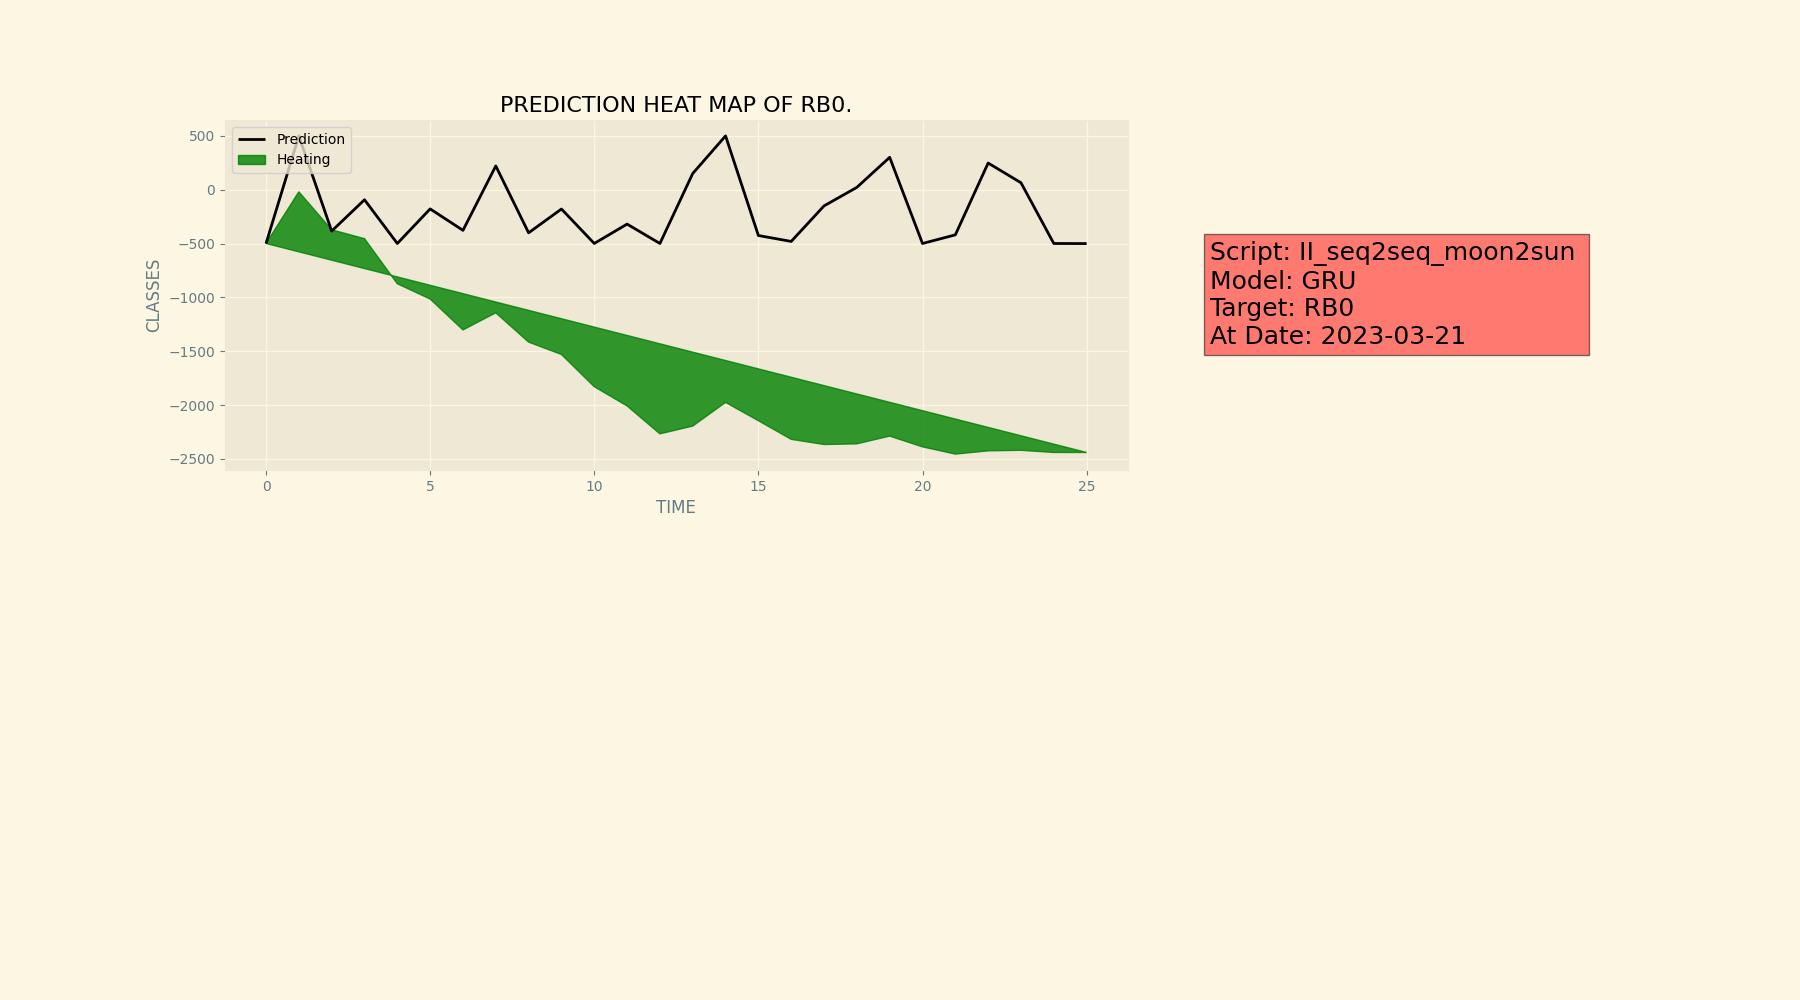 PREDICTION HEAT MAP OF RB0.
Prediction
Heating
500
0
−500
−1000
−1500
−2000
−2500
CLASSES
0 5 10 15 20 25
TIME
Script: II_seq2seq_moon2sun
Model: GRU
Target: RB0
At Date: 2023-03-21